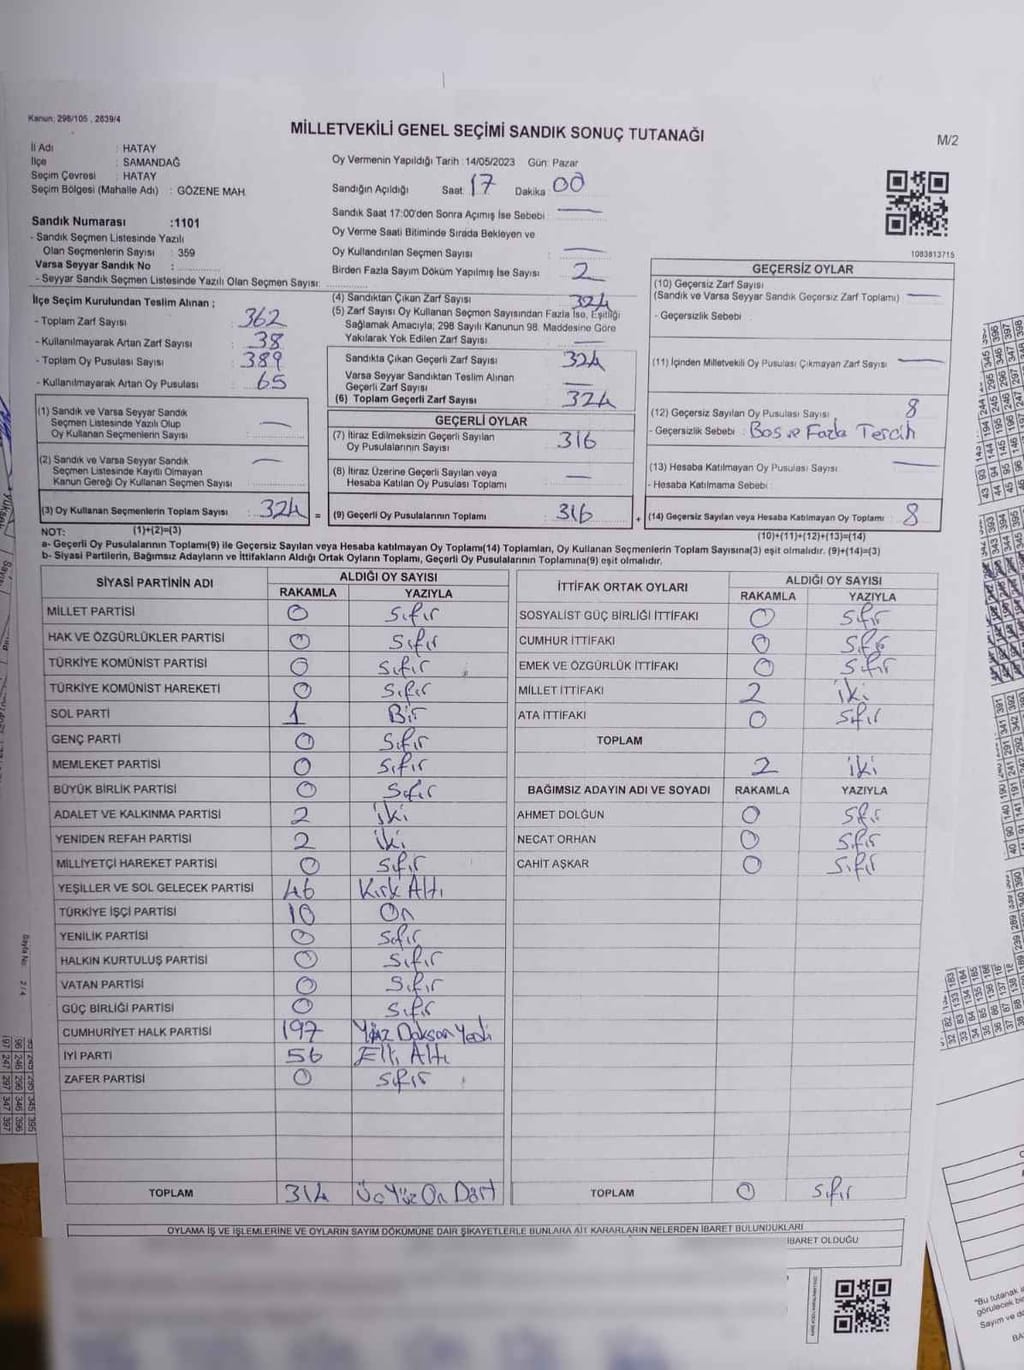 Kanun: 298/105 , 2839/4
MİLLETVEKİLİ GENEL SEÇİMİ SANDIK SONUÇ TUTANAĞI
M/2
İl Adı : HATAY
İlçe : SAMANDAĞ
Seçim Çevresi : HATAY
Seçim Bölgesi (Mahalle Adı) : GÖZENE MAH.
Sandık Numarası :1101
- Sandık Seçmen Listesinde Yazılı
Olan Seçmenlerin Sayısı : 359
Varsa Seyyar Sandık No :
- Seyyar Sandık Seçmen Listesinde Yazılı Olan Seçmen Sayısı:
Oy Vermenin Yapıldığı Tarih :14/05/2023 Gün: Pazar
Sandığın Açıldığı Saat 17 Dakika 00
Sandık Saat 17:00'den Sonra Açımış İse Sebebi : —
Oy Verme Saati Bitiminde Sırada Bekleyen ve
Oy Kullandırılan Seçmen Sayısı : —
Birden Fazla Sayım Döküm Yapılmış İse Sayısı : 2
1083813715
İlçe Seçim Kurulundan Teslim Alınan ;
- Toplam Zarf Sayısı : 362
- Kullanılmayarak Artan Zarf Sayısı : 38
- Toplam Oy Pusulası Sayısı : 389
- Kullanılmayarak Artan Oy Pusulası : 65
(1) Sandık ve Varsa Seyyar Sandık
Seçmen Listesinde Yazılı Olup
Oy Kullanan Seçmenlerin Sayısı : —
(2) Sandık ve Varsa Seyyar Sandık
Seçmen Listesinde Kayıtlı Olmayan
Kanun Gereği Oy Kullanan Seçmen Sayısı : —
(3) Oy Kullanan Seçmenlerin Toplam Sayısı : 324 =
(1)+(2)=(3)
(4) Sandıktan Çıkan Zarf Sayısı : 324
(5) Zarf Sayısı Oy Kullanan Seçmen Sayısından Fazla İse, Eşitliği
Sağlamak Amacıyla; 298 Sayılı Kanunun 98. Maddesine Göre
Yakılarak Yok Edilen Zarf Sayısı : —
Sandıkta Çıkan Geçerli Zarf Sayısı : 324
Varsa Seyyar Sandıktan Teslim Alınan
Geçerli Zarf Sayısı : —
(6) Toplam Geçerli Zarf Sayısı : 324
GEÇERLİ OYLAR
(7) İtiraz Edilmeksizin Geçerli Sayılan
Oy Pusulalarının Sayısı : 316
(8) İtiraz Üzerine Geçerli Sayılan veya
Hesaba Katılan Oy Pusulası Toplamı : —
(9) Geçerli Oy Pusulalarının Toplamı : 316 +
GEÇERSİZ OYLAR
(10) Geçersiz Zarf Sayısı
(Sandık ve Varsa Seyyar Sandık Geçersiz Zarf Toplamı) : —
- Geçersizlik Sebebi :
(11) İçinden Milletvekili Oy Pusulası Çıkmayan Zarf Sayısı : —
(12) Geçersiz Sayılan Oy Pusulası Sayısı : 8
- Geçersizlik Sebebi : Boş ve Fazla Tercih
(13) Hesaba Katılmayan Oy Pusulası Sayısı : —
- Hesaba Katılmama Sebebi :
(14) Geçersiz Sayılan veya Hesaba Katılmayan Oy Toplamı : 8
(10)+(11)+(12)+(13)=(14)
NOT:
a- Geçerli Oy Pusulalarının Toplamı(9) ile Geçersiz Sayılan veya Hesaba katılmayan Oy Toplamı(14) Toplamları, Oy Kullanan Seçmenlerin Toplam Sayısına(3) eşit olmalıdır. (9)+(14)=(3)
b- Siyasi Partilerin, Bağımsız Adayların ve İttifakların Aldığı Ortak Oyların Toplamı, Geçerli Oy Pusulalarının Toplamına(9) eşit olmalıdır.
SİYASİ PARTİNİN ADI ALDIĞI OY SAYISI
RAKAMLA YAZIYLA
MİLLET PARTİSİ 0 Sıfır
HAK VE ÖZGÜRLÜKLER PARTİSİ 0 Sıfır
TÜRKİYE KOMÜNİST PARTİSİ 0 Sıfır
TÜRKİYE KOMÜNİST HAREKETİ 0 Sıfır
SOL PARTİ 1 Bir
GENÇ PARTİ 0 Sıfır
MEMLEKET PARTİSİ 0 Sıfır
BÜYÜK BİRLİK PARTİSİ 0 Sıfır
ADALET VE KALKINMA PARTİSİ 2 iki
YENİDEN REFAH PARTİSİ 2 iki
MİLLİYETÇİ HAREKET PARTİSİ 0 Sıfır
YEŞİLLER VE SOL GELECEK PARTİSİ 46 Kırk Altı
TÜRKİYE İŞÇİ PARTİSİ 10 On
YENİLİK PARTİSİ 0 Sıfır
HALKIN KURTULUŞ PARTİSİ 0 Sıfır
VATAN PARTİSİ 0 Sıfır
GÜÇ BİRLİĞİ PARTİSİ 0 Sıfır
CUMHURİYET HALK PARTİSİ 197 Yüz Doksan Yedi
İYİ PARTİ 56 Elli Altı
ZAFER PARTİSİ 0 Sıfır
TOPLAM 314 Üç Yüz On Dört
İTTİFAK ORTAK OYLARI ALDIĞI OY SAYISI
RAKAMLA YAZIYLA
SOSYALİST GÜÇ BİRLİĞİ İTTİFAKI 0 Sıfır
CUMHUR İTTİFAKI 0 Sıfır
EMEK VE ÖZGÜRLÜK İTTİFAKI 0 Sıfır
MİLLET İTTİFAKI 2 iki
ATA İTTİFAKI 0 Sıfır
TOPLAM 2 iki
BAĞIMSIZ ADAYIN ADI VE SOYADI RAKAMLA YAZIYLA
AHMET DOLĞUN 0 Sıfır
NECAT ORHAN 0 Sıfır
CAHİT AŞKAR 0 Sıfır
TOPLAM 0 Sıfır
OYLAMA İŞ VE İŞLEMLERİNE VE OYLARIN SAYIM DÖKÜMÜNE DAİR ŞİKAYETLERLE BUNLARA AİT KARARLARIN NELERDEN İBARET BULUNDUKLARI
İBARET OLDUĞU
Sayfa No: 2/4